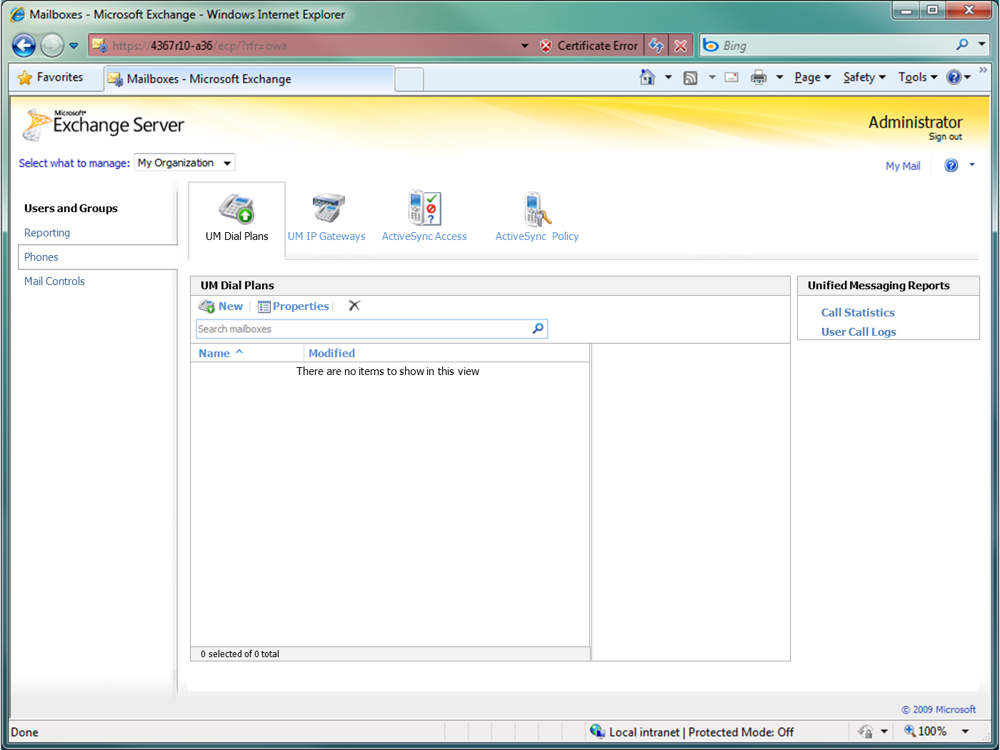 Mailboxes - Microsoft Exchange - Windows Internet Explorer
https://4367r10-a36/ecp/?rfr=owa
Certificate Error
Bing
Favorites
Mailboxes - Microsoft Exchange
Page
Safety
Tools
Microsoft
Exchange Server
Administrator
Sign out
Select what to manage:
My Organization
My Mail
Users and Groups
Reporting
Phones
Mail Controls
UM Dial Plans
UM IP Gateways
ActiveSync Access
ActiveSync Policy
UM Dial Plans
New
Properties
Search mailboxes
Name
Modified
There are no items to show in this view
0 selected of 0 total
Unified Messaging Reports
Call Statistics
User Call Logs
© 2009 Microsoft
Done
Local intranet | Protected Mode: Off
100%